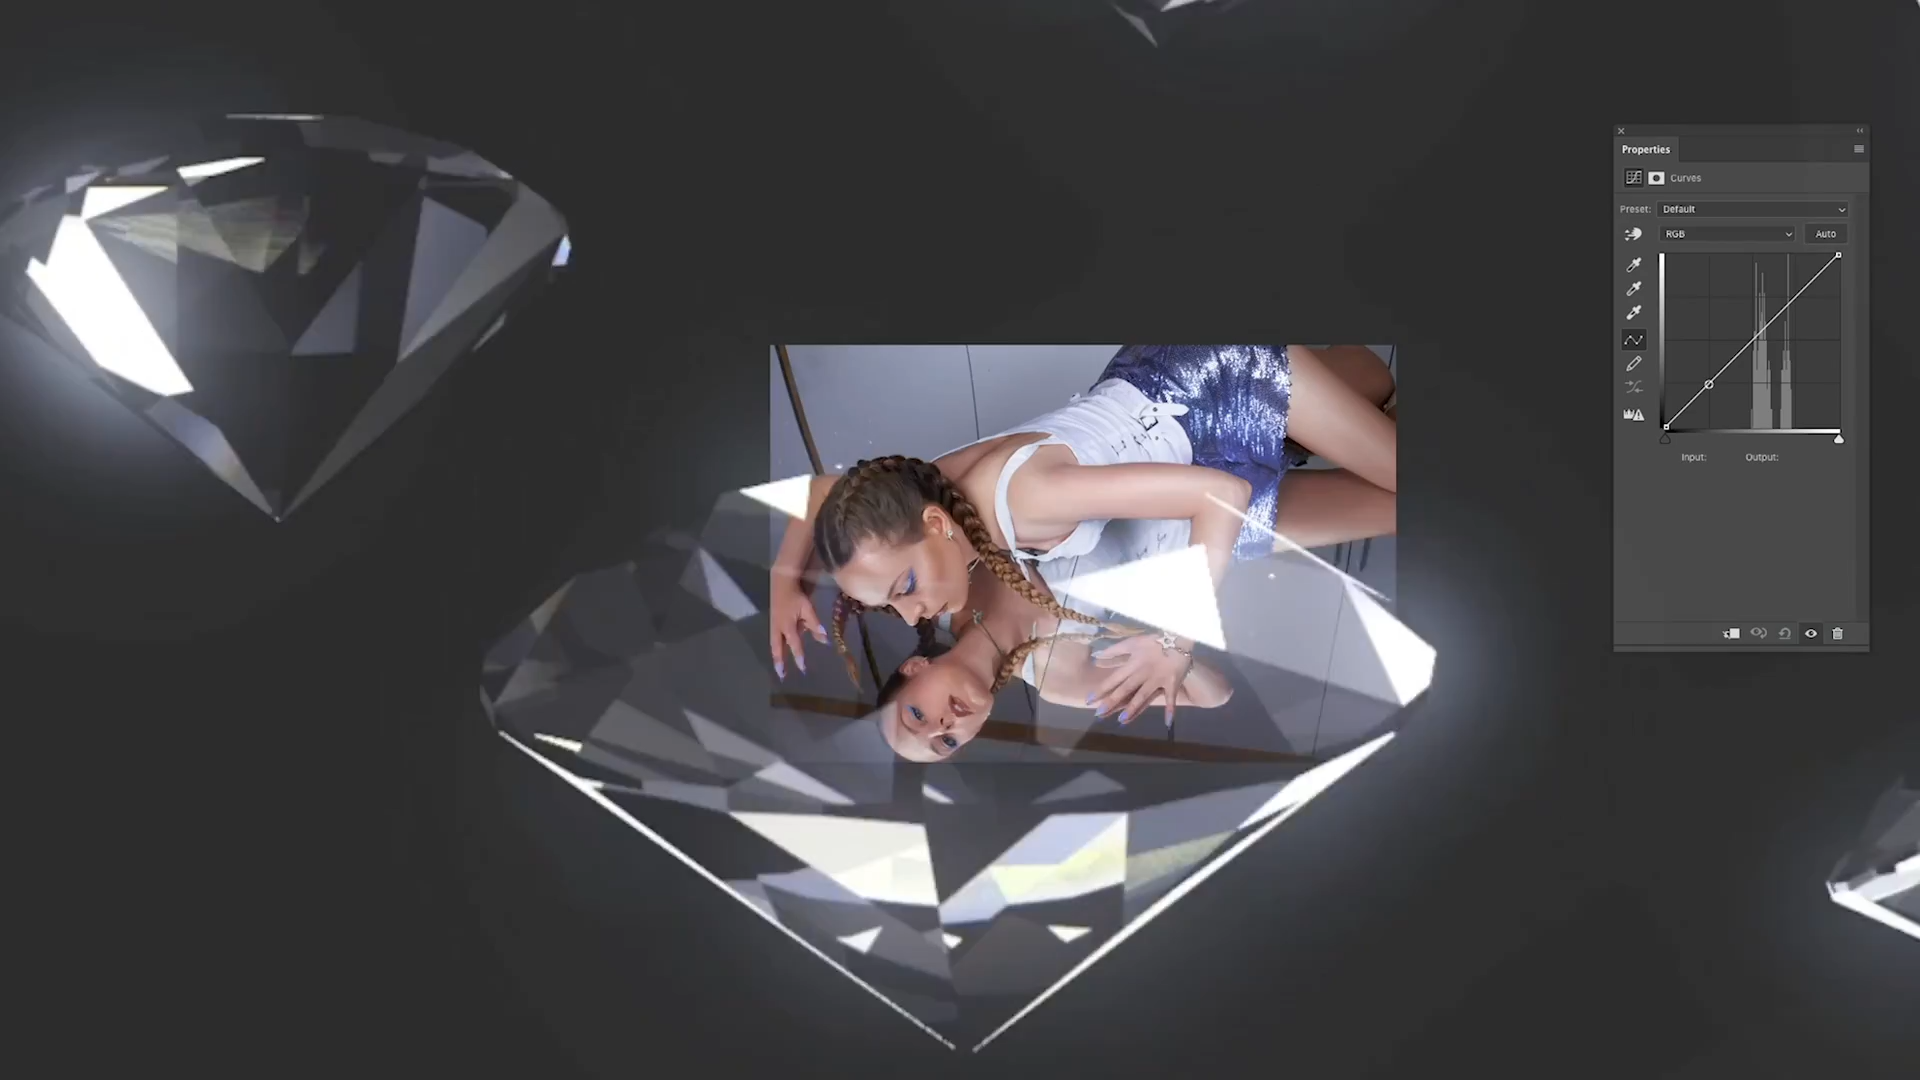 Properties
Curves
Preset: Default
RGB Auto
Input: Output: